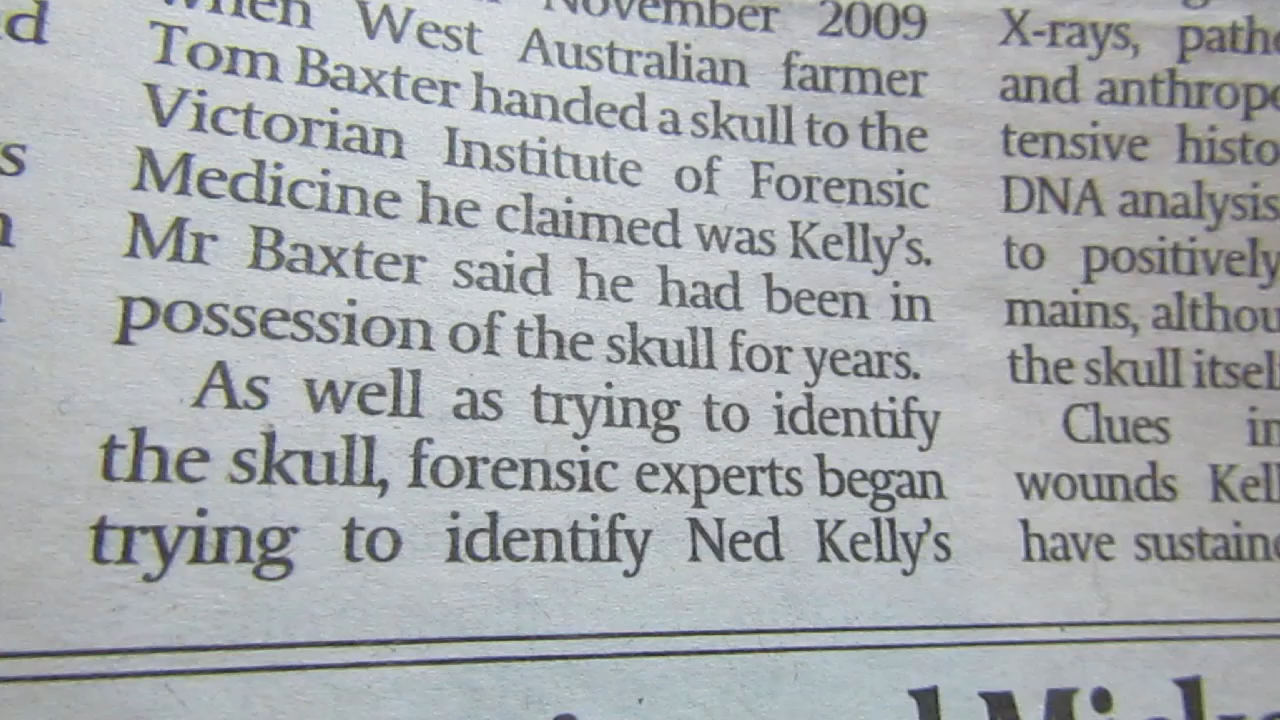 November 2009
West Australian farmer
Tom Baxter handed a skull to the
Victorian Institute of Forensic
Medicine he claimed was Kelly's.
Mr Baxter said he had been in
possession of the skull for years.
As well as trying to identify
the skull, forensic experts began
trying to identify Ned Kelly's
X-rays, path
and anthrop
tensive histo
DNA analysis
to positively
mains, althou
the skull itsel
Clues in
wounds Kell
have sustain